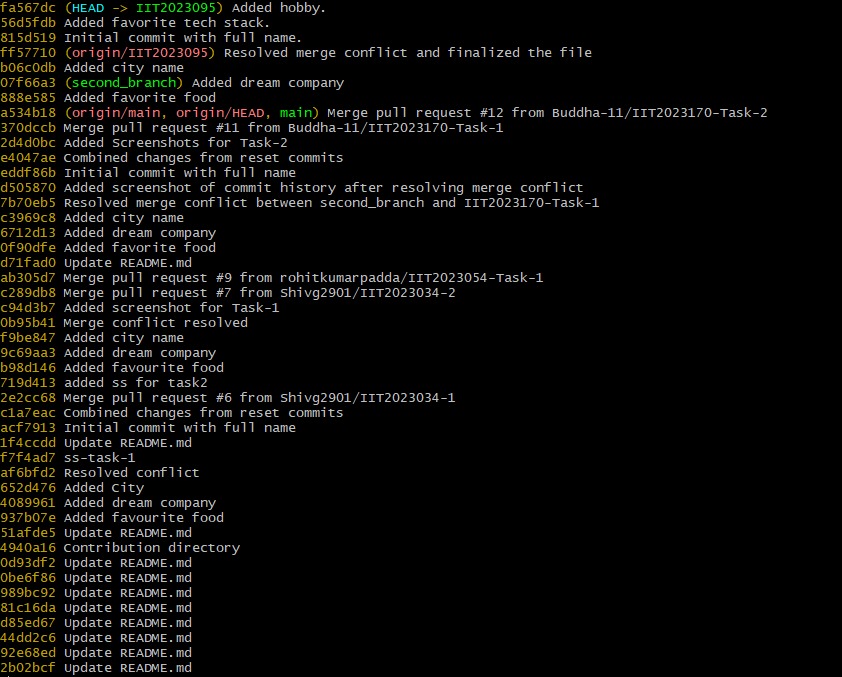 fa567dc (HEAD -> IIT2023095) Added hobby.
56d5fdb Added favorite tech stack.
815d519 Initial commit with full name.
ff57710 (origin/IIT2023095) Resolved merge conflict and finalized the file
b06c0db Added city name
07f66a3 (second_branch) Added dream company
888e585 Added favorite food
a534b18 (origin/main, origin/HEAD, main) Merge pull request #12 from Buddha-11/IIT2023170-Task-2
370dccb Merge pull request #11 from Buddha-11/IIT2023170-Task-1
2d4d0bc Added Screenshots for Task-2
e4047ae Combined changes from reset commits
eddf86b Initial commit with full name
d505870 Added screenshot of commit history after resolving merge conflict
7b70eb5 Resolved merge conflict between second_branch and IIT2023170-Task-1
c3969c8 Added city name
6712d13 Added dream company
0f90dfe Added favorite food
d71fad0 Update README.md
ab305d7 Merge pull request #9 from rohitkumarpadda/IIT2023054-Task-1
c289db8 Merge pull request #7 from Shivg2901/IIT2023034-2
c94d3b7 Added screenshot for Task-1
0b95b41 Merge conflict resolved
f9be847 Added city name
9c69aa3 Added dream company
b98d146 Added favourite food
719d413 added ss for task2
2e2cc68 Merge pull request #6 from Shivg2901/IIT2023034-1
c1a7eac Combined changes from reset commits
acf7913 Initial commit with full name
1f4ccdd Update README.md
f7f4ad7 ss-task-1
af6bfd2 Resolved conflict
652d476 Added City
4089961 Added dream company
937b07e Added favourite food
51afde5 Update README.md
4940a16 Contribution directory
0d93df2 Update README.md
0be6f86 Update README.md
989bc92 Update README.md
81c16da Update README.md
d85ed67 Update README.md
44dd2c6 Update README.md
92e68ed Update README.md
2b02bcf Update README.md